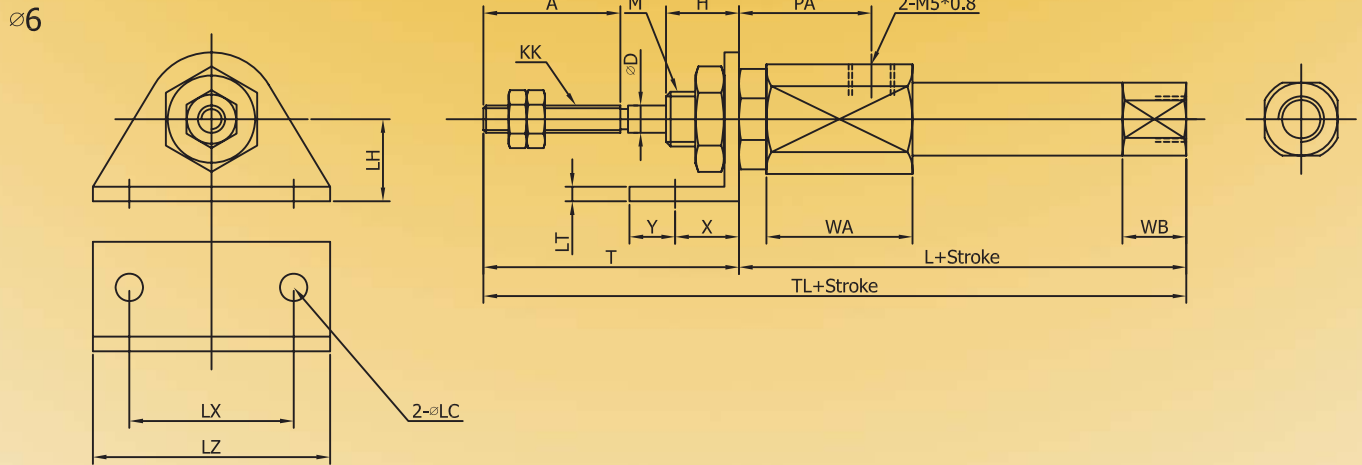 ⌀6
A
M
H
PA
2-M5*0.8
KK
⌀D
LH
LT
Y
X
WA
WB
T
L+Stroke
TL+Stroke
2-⌀LC
LX
LZ